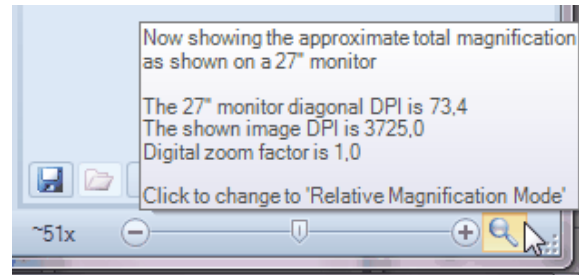 Now showing the approximate total magnification
as shown on a 27" monitor
The 27" monitor diagonal DPI is 73,4
The shown image DPI is 3725,0
Digital zoom factor is 1,0
Click to change to 'Relative Magnification Mode'
~51x